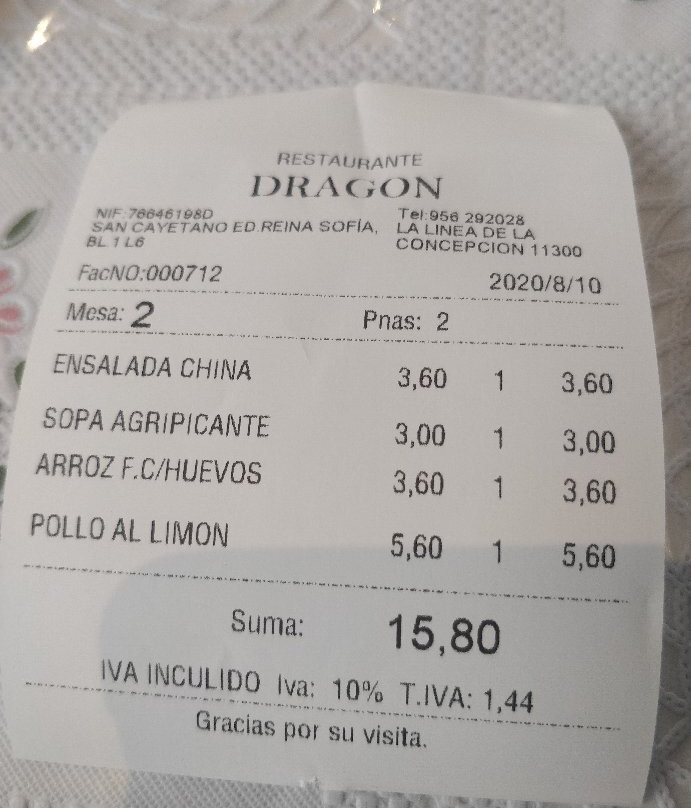 RESTAURANTE
DRAGON
NIF:76646198D Tel:956 292028
SAN CAYETANO ED.REINA SOFÍA, LA LINEA DE LA
BL.1 L6 CONCEPCION 11300
FacNO:000712 2020/8/10
Mesa: 2 Pnas: 2
ENSALADA CHINA 3,60 1 3,60
SOPA AGRIPICANTE 3,00 1 3,00
ARROZ F.C/HUEVOS 3,60 1 3,60
POLLO AL LIMON 5,60 1 5,60
Suma: 15,80
IVA INCULIDO Iva: 10% T.IVA: 1,44
Gracias por su visita.